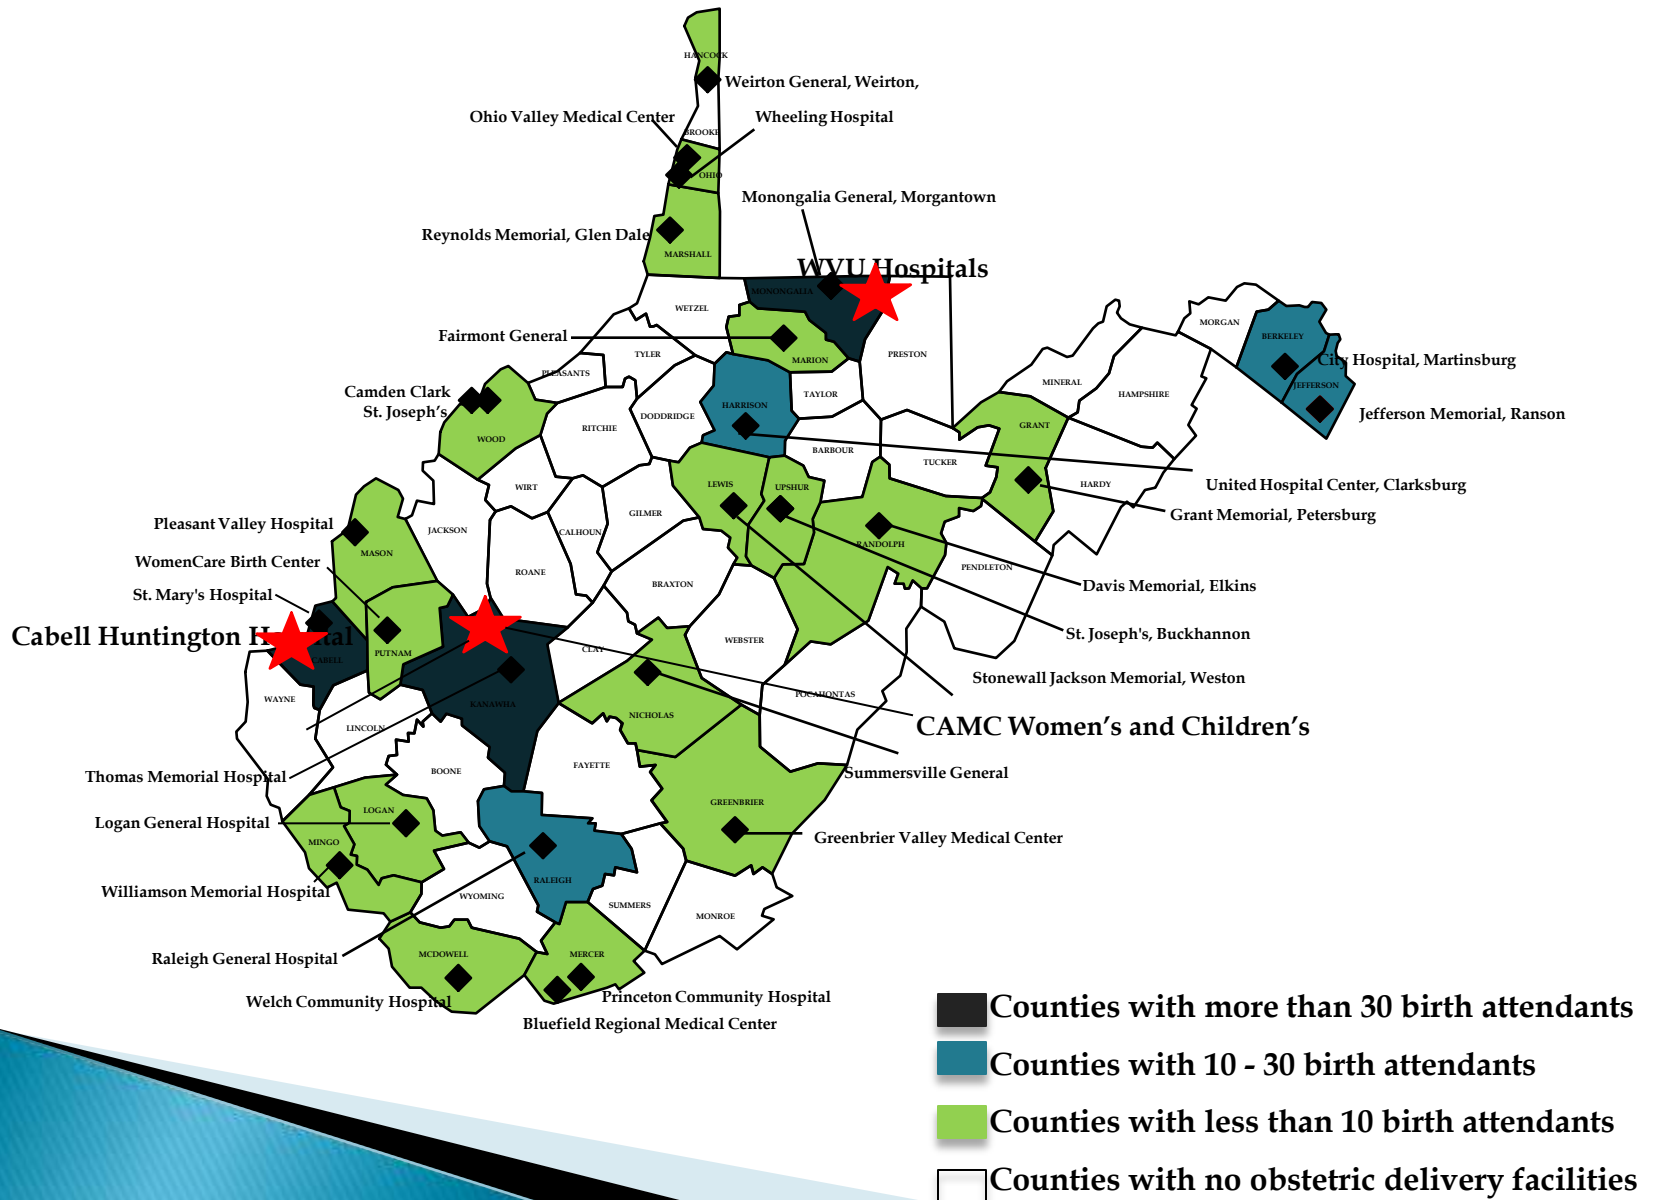 HANCOCK
Weirton General, Weirton,
Ohio Valley Medical Center
Wheeling Hospital
BROOKE
OHIO
Monongalia General, Morgantown
Reynolds Memorial, Glen Dale
MARSHALL
WVU Hospitals
MONONGALIA
WETZEL
MORGAN
BERKELEY
Fairmont General
MARION
PRESTON
TYLER
City Hospital, Martinsburg
PLEASANTS
MINERAL
JEFFERSON
HAMPSHIRE
Camden Clark
St. Joseph's
TAYLOR
HARRISON
Jefferson Memorial, Ranson
DODDRIDGE
RITCHIE
GRANT
WOOD
BARBOUR
TUCKER
WIRT
LEWIS
UPSHUR
HARDY
United Hospital Center, Clarksburg
GILMER
Grant Memorial, Petersburg
Pleasant Valley Hospital
JACKSON
CALHOUN
MASON
RANDOLPH
WomenCare Birth Center
ROANE
PENDLETON
BRAXTON
Davis Memorial, Elkins
St. Mary's Hospital
St. Joseph's, Buckhannon
Cabell Huntington Hospital
WEBSTER
CLAY
PUTNAM
CABELL
Stonewall Jackson Memorial, Weston
WAYNE
POCAHONTAS
KANAWHA
NICHOLAS
CAMC Women's and Children's
LINCOLN
FAYETTE
BOONE
Thomas Memorial Hospital
Summersville General
GREENBRIER
LOGAN
Logan General Hospital
MINGO
Greenbrier Valley Medical Center
RALEIGH
Williamson Memorial Hospital
WYOMING
SUMMERS
MONROE
Raleigh General Hospital
MCDOWELL
MERCER
Welch Community Hospital
Princeton Community Hospital
Bluefield Regional Medical Center
Counties with more than 30 birth attendants
Counties with 10 - 30 birth attendants
Counties with less than 10 birth attendants
Counties with no obstetric delivery facilities